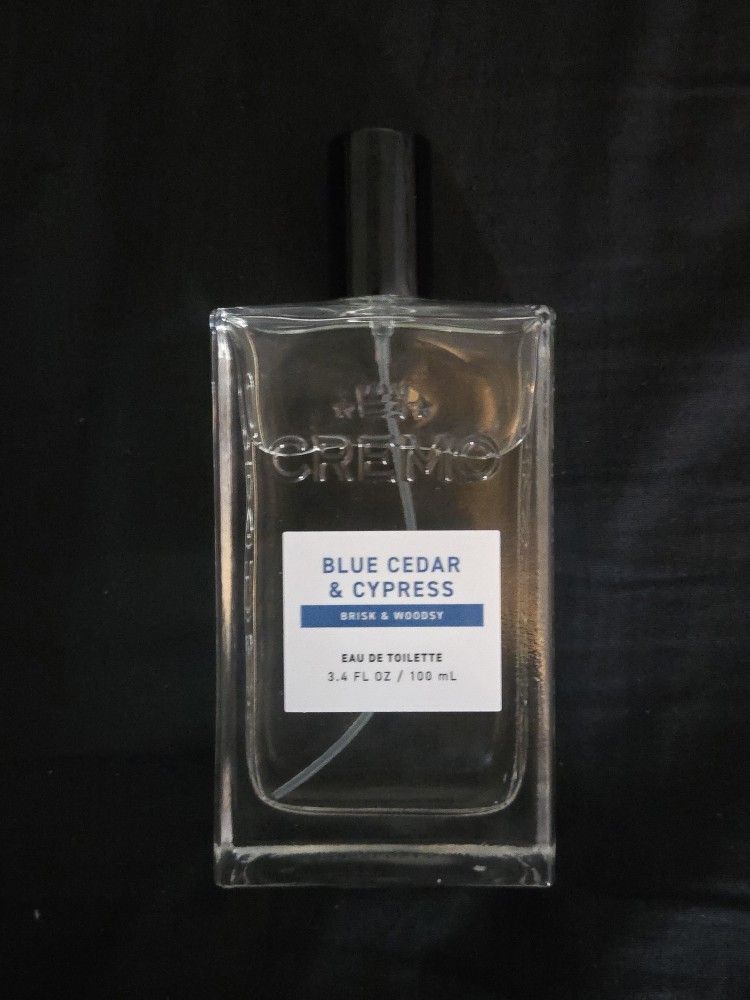 CREMO
BLUE CEDAR
& CYPRESS
BRISK & WOODSY
EAU DE TOILETTE
3.4 FL OZ / 100 mL